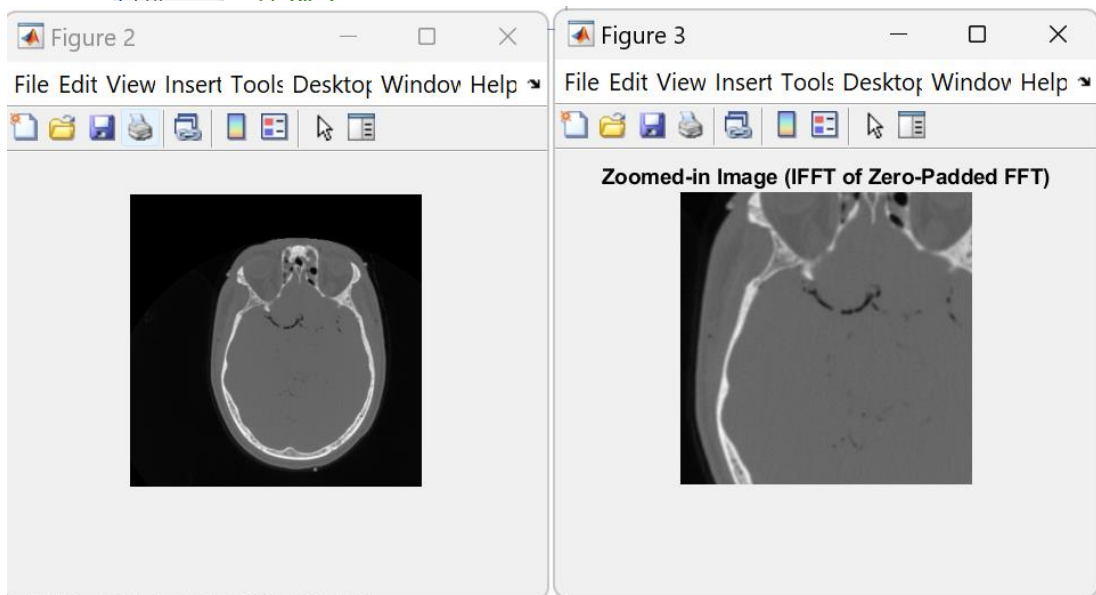 Figure 2
File Edit View Insert Tools Desktop Window Help
Figure 3
File Edit View Insert Tools Desktop Window Help
Zoomed-in Image (IFFT of Zero-Padded FFT)